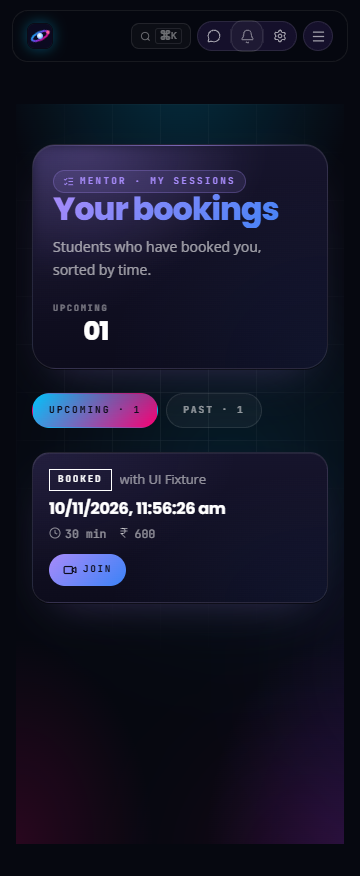 ⌘K
MENTOR · MY SESSIONS
Your bookings
Students who have booked you,
sorted by time.
UPCOMING
01
UPCOMING · 1
PAST · 1
BOOKED with UI Fixture
10/11/2026, 11:56:26 am
30 min ₹ 600
JOIN